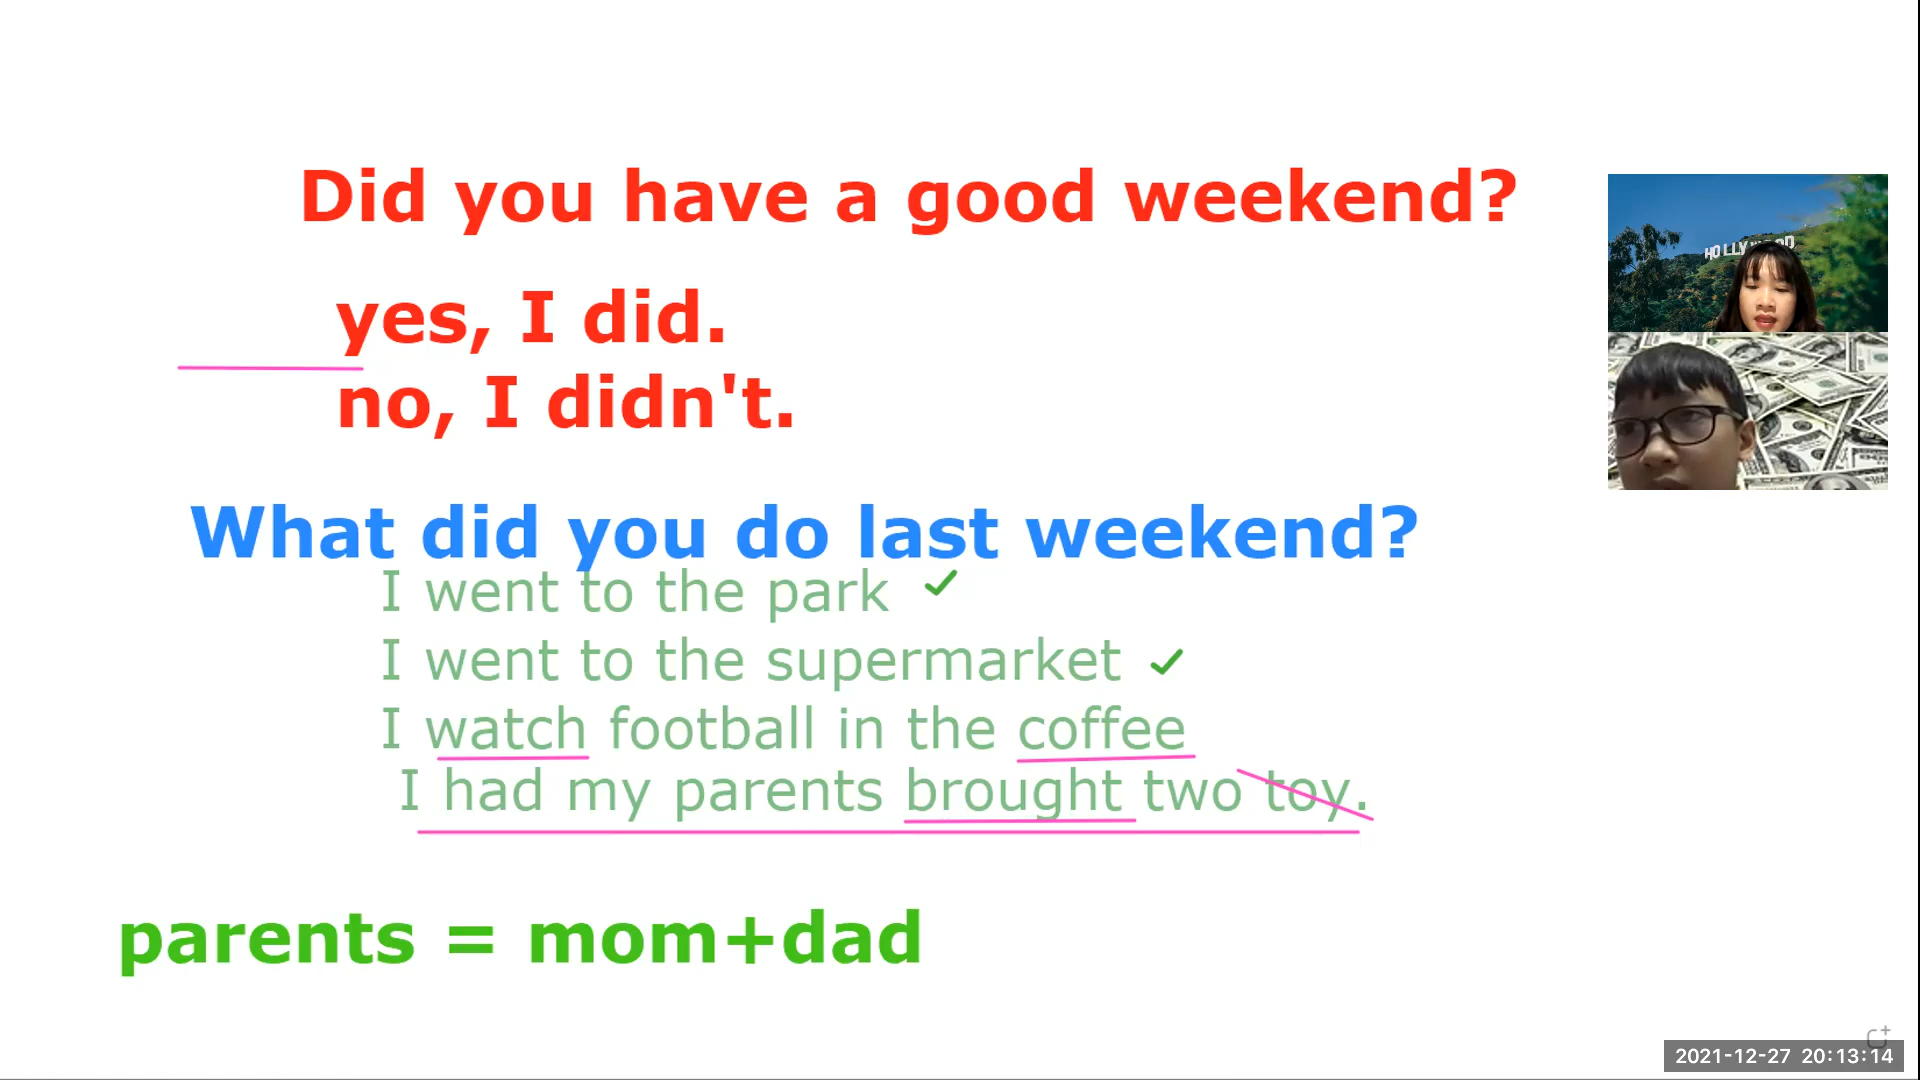 Did you have a good weekend?
HOLLYWOOD
yes, I did.
no, I didn't.
What did you do last weekend?
I went to the park
I went to the supermarket
I watch football in the coffee
I had my parents brought two toy.
parents = mom+dad
2021-12-27 20:13:14